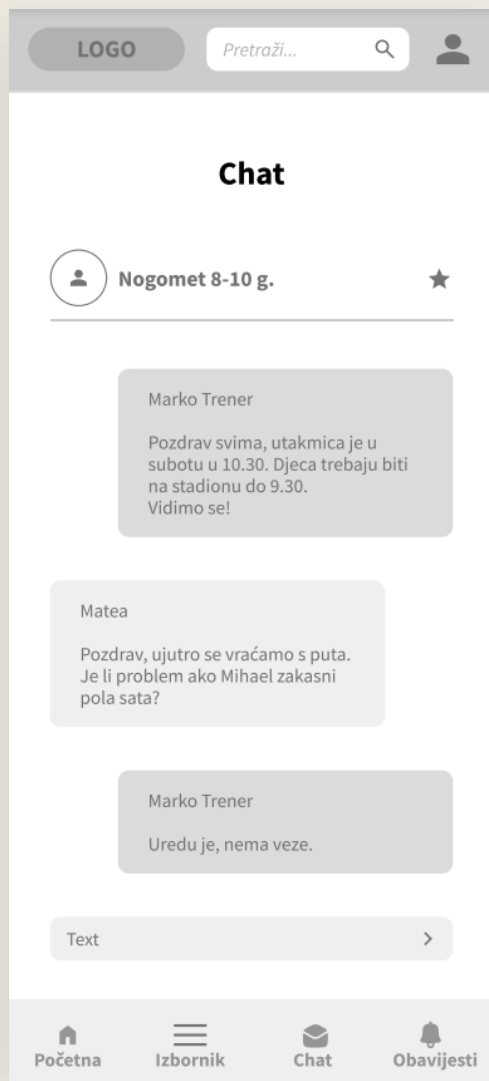 LOGO
Pretraži...
Chat
Nogomet 8-10 g.
Marko Trener
Pozdrav svima, utakmica je u
subotu u 10.30. Djeca trebaju biti
na stadionu do 9.30.
Vidimo se!
Matea
Pozdrav, ujutro se vraćamo s puta.
Je li problem ako Mihael zakasni
pola sata?
Marko Trener
Uredu je, nema veze.
Text
Početna
Izbornik
Chat
Obavijesti